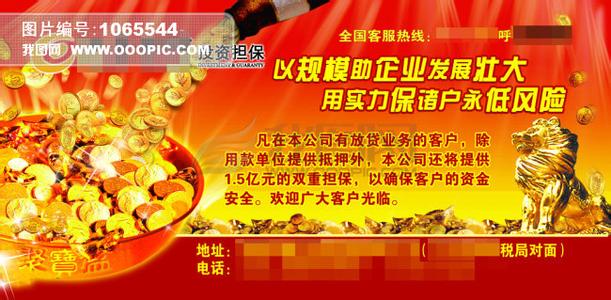 图片编号:1065544
我图网 www.OOOPIC.COM
投资担保
INVESTMENT & GUARANTY
全国客服热线: 呼
以规模助企业发展壮大
用实力保诸户永低风险
凡在本公司有放贷业务的客户，除
用款单位提供抵押外，本公司还将提供
1.5亿元的双重担保，以确保客户的资金
安全。欢迎广大客户光临。
聚寶盆
地址: ( 税局对面)
电话: